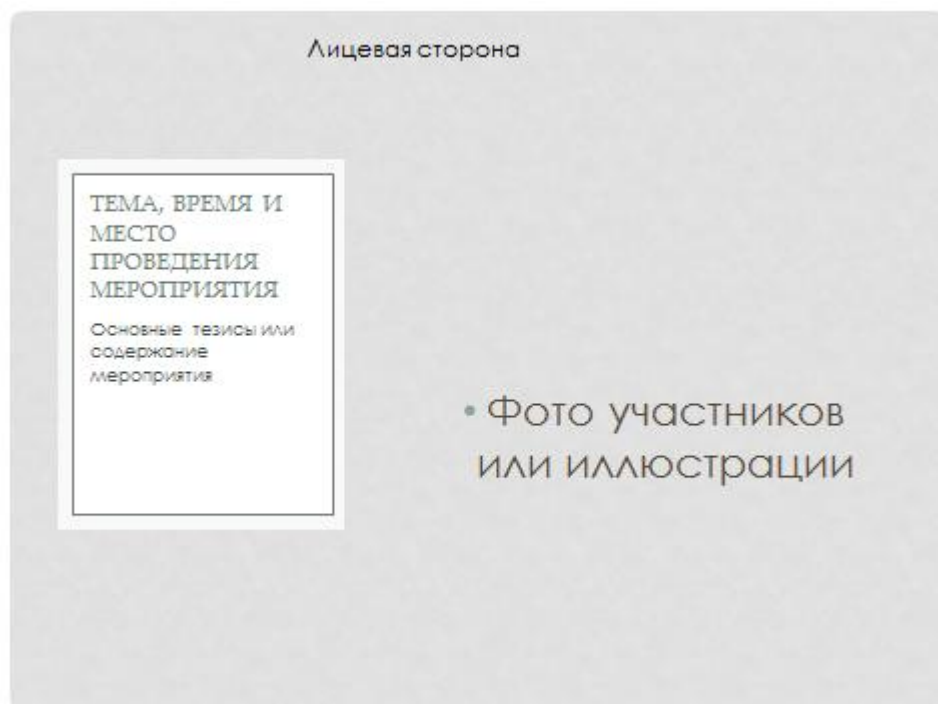 Лицевая сторона
ТЕМА, ВРЕМЯ И
МЕСТО
ПРОВЕДЕНИЯ
МЕРОПРИЯТИЯ
Основные тезисы или
содержание
мероприятия
• Фото участников
или иллюстрации